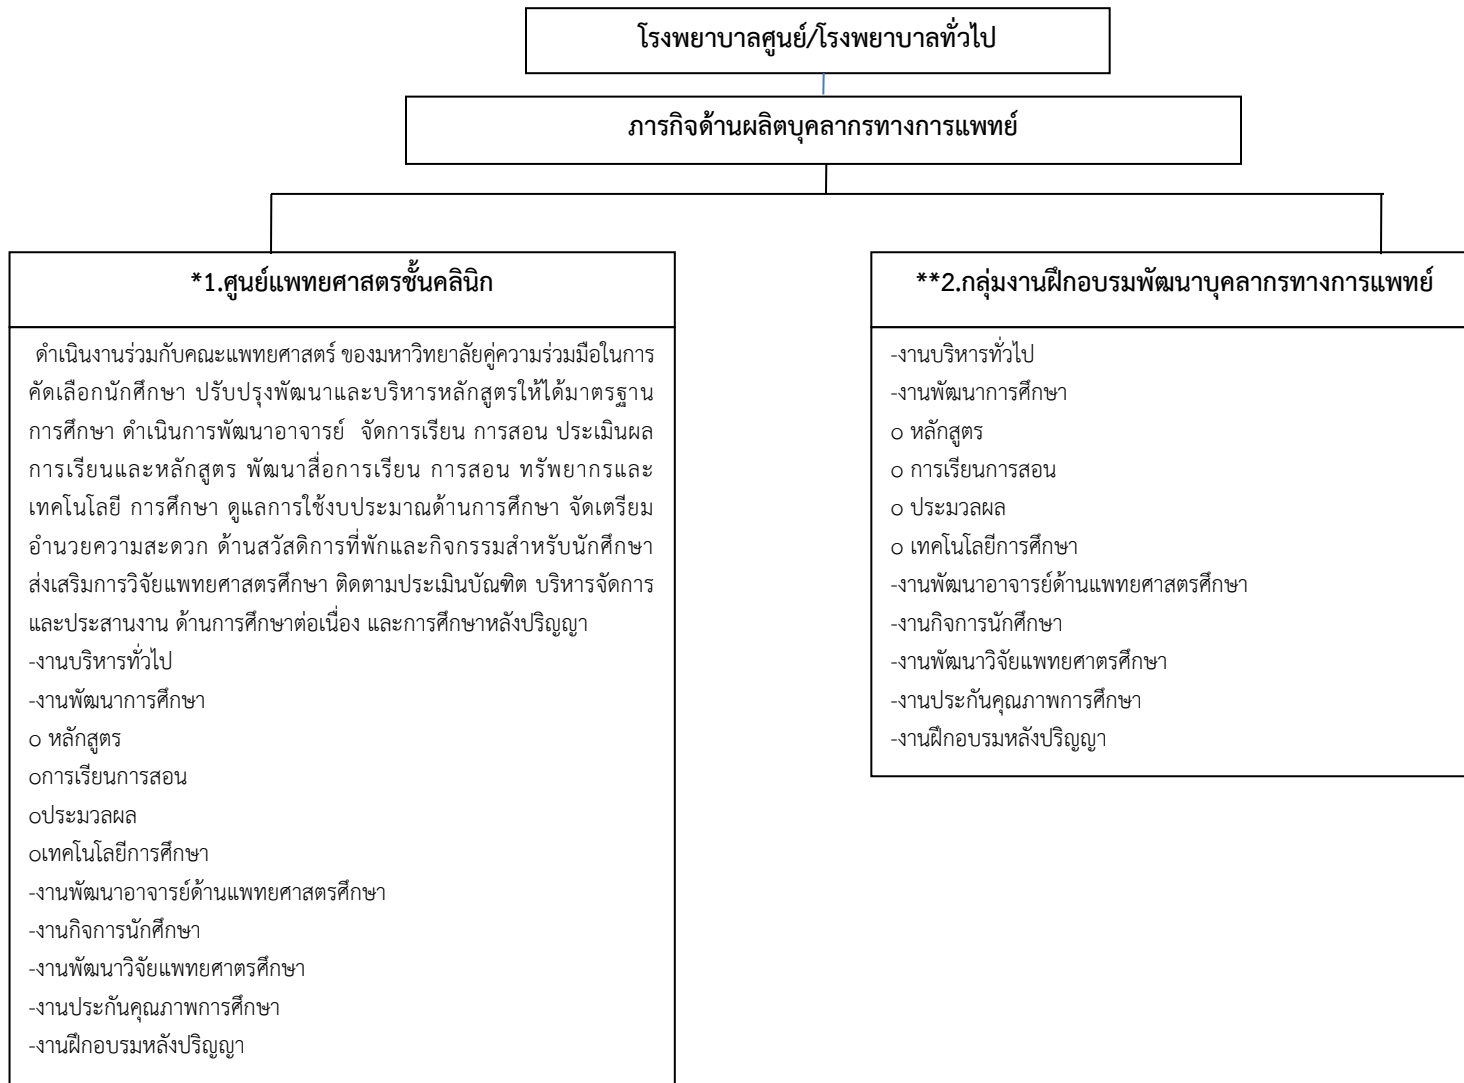 โรงพยาบาลศูนย์/โรงพยาบาลทั่วไป
ภารกิจด้านผลิตบุคลากรทางการแพทย์
*1.ศูนย์แพทยศาสตรชั้นคลินิก
ดำเนินงานร่วมกับคณะแพทยศาสตร์ ของมหาวิทยาลัยคู่ความร่วมมือในการ
คัดเลือกนักศึกษา ปรับปรุงพัฒนาและบริหารหลักสูตรให้ได้มาตรฐาน
การศึกษา ดำเนินการพัฒนาอาจารย์ จัดการเรียน การสอน ประเมินผล
การเรียนและหลักสูตร พัฒนาสื่อการเรียน การสอน ทรัพยากรและ
เทคโนโลยี การศึกษา ดูแลการใช้งบประมาณด้านการศึกษา จัดเตรียม
อำนวยความสะดวก ด้านสวัสดิการที่พักและกิจกรรมสำหรับนักศึกษา
ส่งเสริมการวิจัยแพทยศาสตรศึกษา ติดตามประเมินบัณฑิต บริหารจัดการ
และประสานงาน ด้านการศึกษาต่อเนื่อง และการศึกษาหลังปริญญา
-งานบริหารทั่วไป
-งานพัฒนาการศึกษา
o หลักสูตร
oการเรียนการสอน
oประมวลผล
oเทคโนโลยีการศึกษา
-งานพัฒนาอาจารย์ด้านแพทยศาสตรศึกษา
-งานกิจการนักศึกษา
-งานพัฒนาวิจัยแพทยศาตรศึกษา
-งานประกันคุณภาพการศึกษา
-งานฝึกอบรมหลังปริญญา
**2.กลุ่มงานฝึกอบรมพัฒนาบุคลากรทางการแพทย์
-งานบริหารทั่วไป
-งานพัฒนาการศึกษา
o หลักสูตร
o การเรียนการสอน
o ประมวลผล
o เทคโนโลยีการศึกษา
-งานพัฒนาอาจารย์ด้านแพทยศาสตรศึกษา
-งานกิจการนักศึกษา
-งานพัฒนาวิจัยแพทยศาตรศึกษา
-งานประกันคุณภาพการศึกษา
-งานฝึกอบรมหลังปริญญา